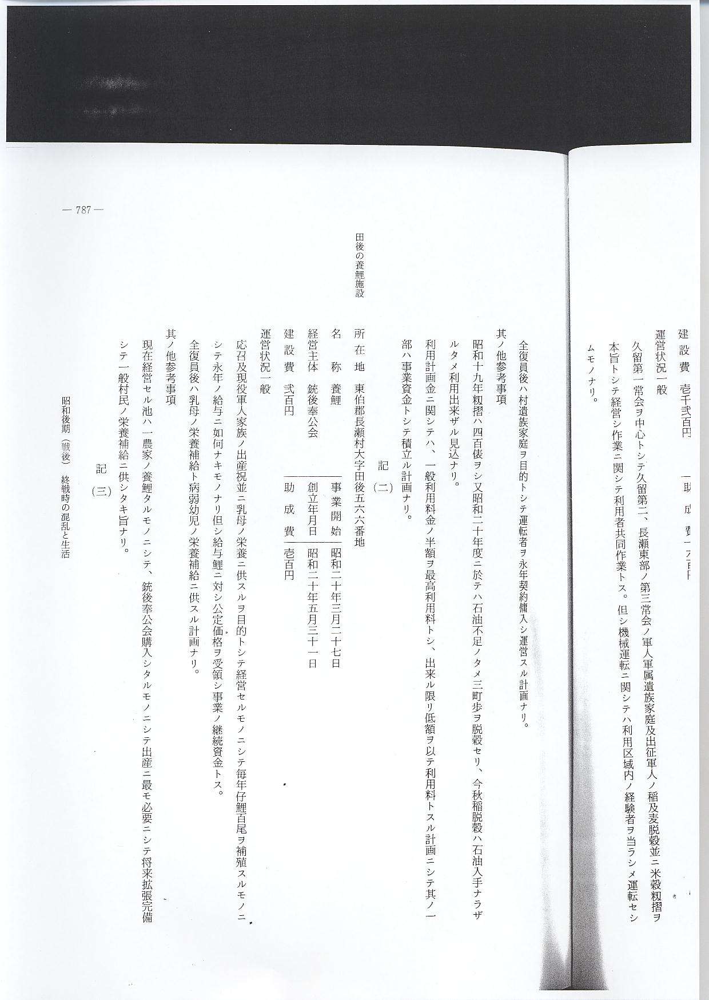 建設費　壱千弐百円　助成費　六百円
運営状況一般
久留第一常会ヲ中心トシテ久留第二、長瀬東部ノ第三常会ノ軍人軍属遺族家庭及出征軍人ノ稲及麦脱穀並ニ米穀籾摺ヲ
本旨トシテ経営シ作業ニ関シテ利用者共同作業トス。但シ機械運転ニ関シテハ利用区域内ノ経験者ヲ当ラシメ運転セシ
ムモノナリ。
全復員後ハ村遺族家庭ヲ目的トシテ運転者ヲ永年契約傭入シ運営スル計画ナリ。
其ノ他参考事項
昭和十九年籾摺ハ四百俵ヲシ又昭和二十年度ニ於テハ石油不足ノタメ三町歩ヲ脱穀セリ、今秋稲脱穀ハ石油入手ナラザ
ルタメ利用出来ザル見込ナリ。
利用計画金ニ関シテハ、一般利用料金ノ半額ヲ最高利用料トシ、出来ル限リ低額ヲ以テ利用料トスル計画ニシテ其ノ一
部ハ事業資金トシテ積立ル計画ナリ。
記（二）
田後の養鯉施設
所在地　東伯郡長瀬村大字田後五六六番地
名称　養鯉　事業開始　昭和二十年三月二十七日
経営主体　銃後奉公会　創立年月日　昭和二十年五月三十一日
建設費　弐百円　助成費　壱百円
運営状況一般
応召及現役軍人家族ノ出産祝並ニ乳母ノ栄養ニ供スルヲ目的トシテ経営セルモノニシテ毎年仔鯉百尾ヲ補殖スルモノニ
シテ永年ノ給与ニ如何ナキモノナリ但シ給与鯉ニ対シ公定価格ヲ受領シ事業ノ継続資金トス。
全復員後ハ乳母ノ栄養補給ト病弱幼児ノ栄養補給ニ供スル計画ナリ。
其ノ他参考事項
現在経営セル池ハ一農家ノ養鯉タルモノニシテ、銃後奉公会購入シタルモノニシテ出産ニ最モ必要ニシテ将来拡張完備
シテ一般村民ノ栄養補給ニ供シタキ旨ナリ。
記（三）
昭和後期（戦後）　終戦時の混乱と生活
— 787 —